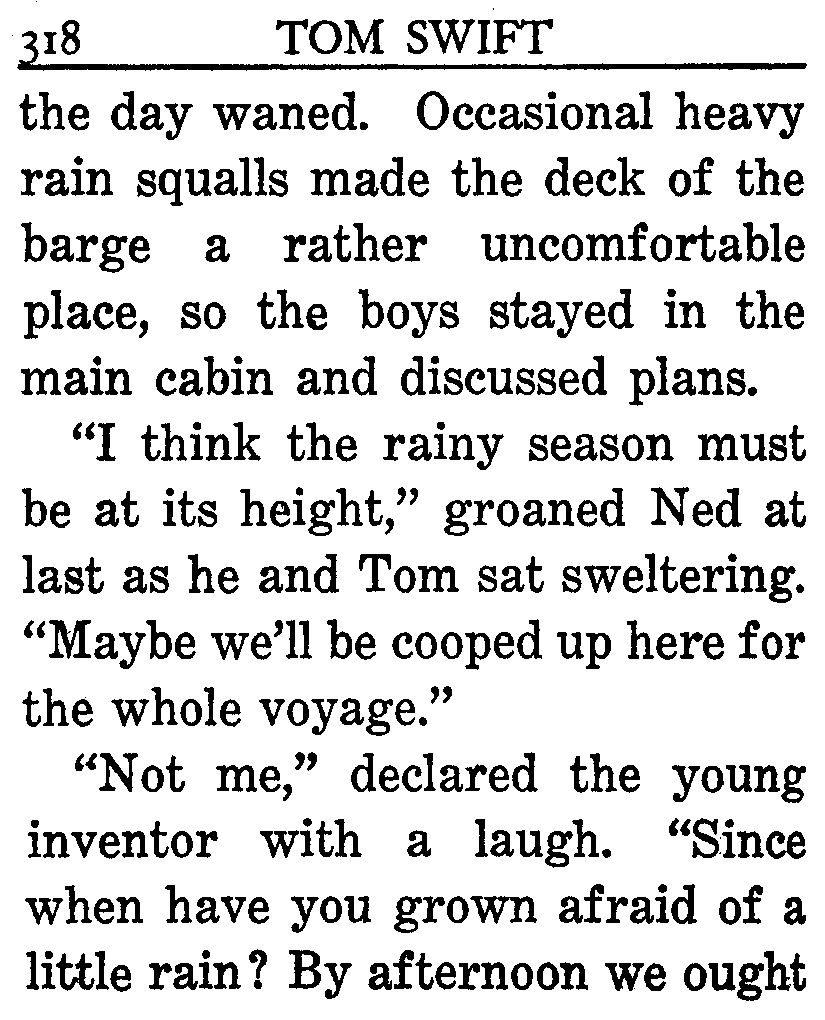 318 TOM SWIFT
the day waned. Occasional heavy
rain squalls made the deck of the
barge a rather uncomfortable
place, so the boys stayed in the
main cabin and discussed plans.
“I think the rainy season must
be at its height,” groaned Ned at
last as he and Tom sat sweltering.
“Maybe we’ll be cooped up here for
the whole voyage.”
“Not me,” declared the young
inventor with a laugh. “Since
when have you grown afraid of a
little rain? By afternoon we ought